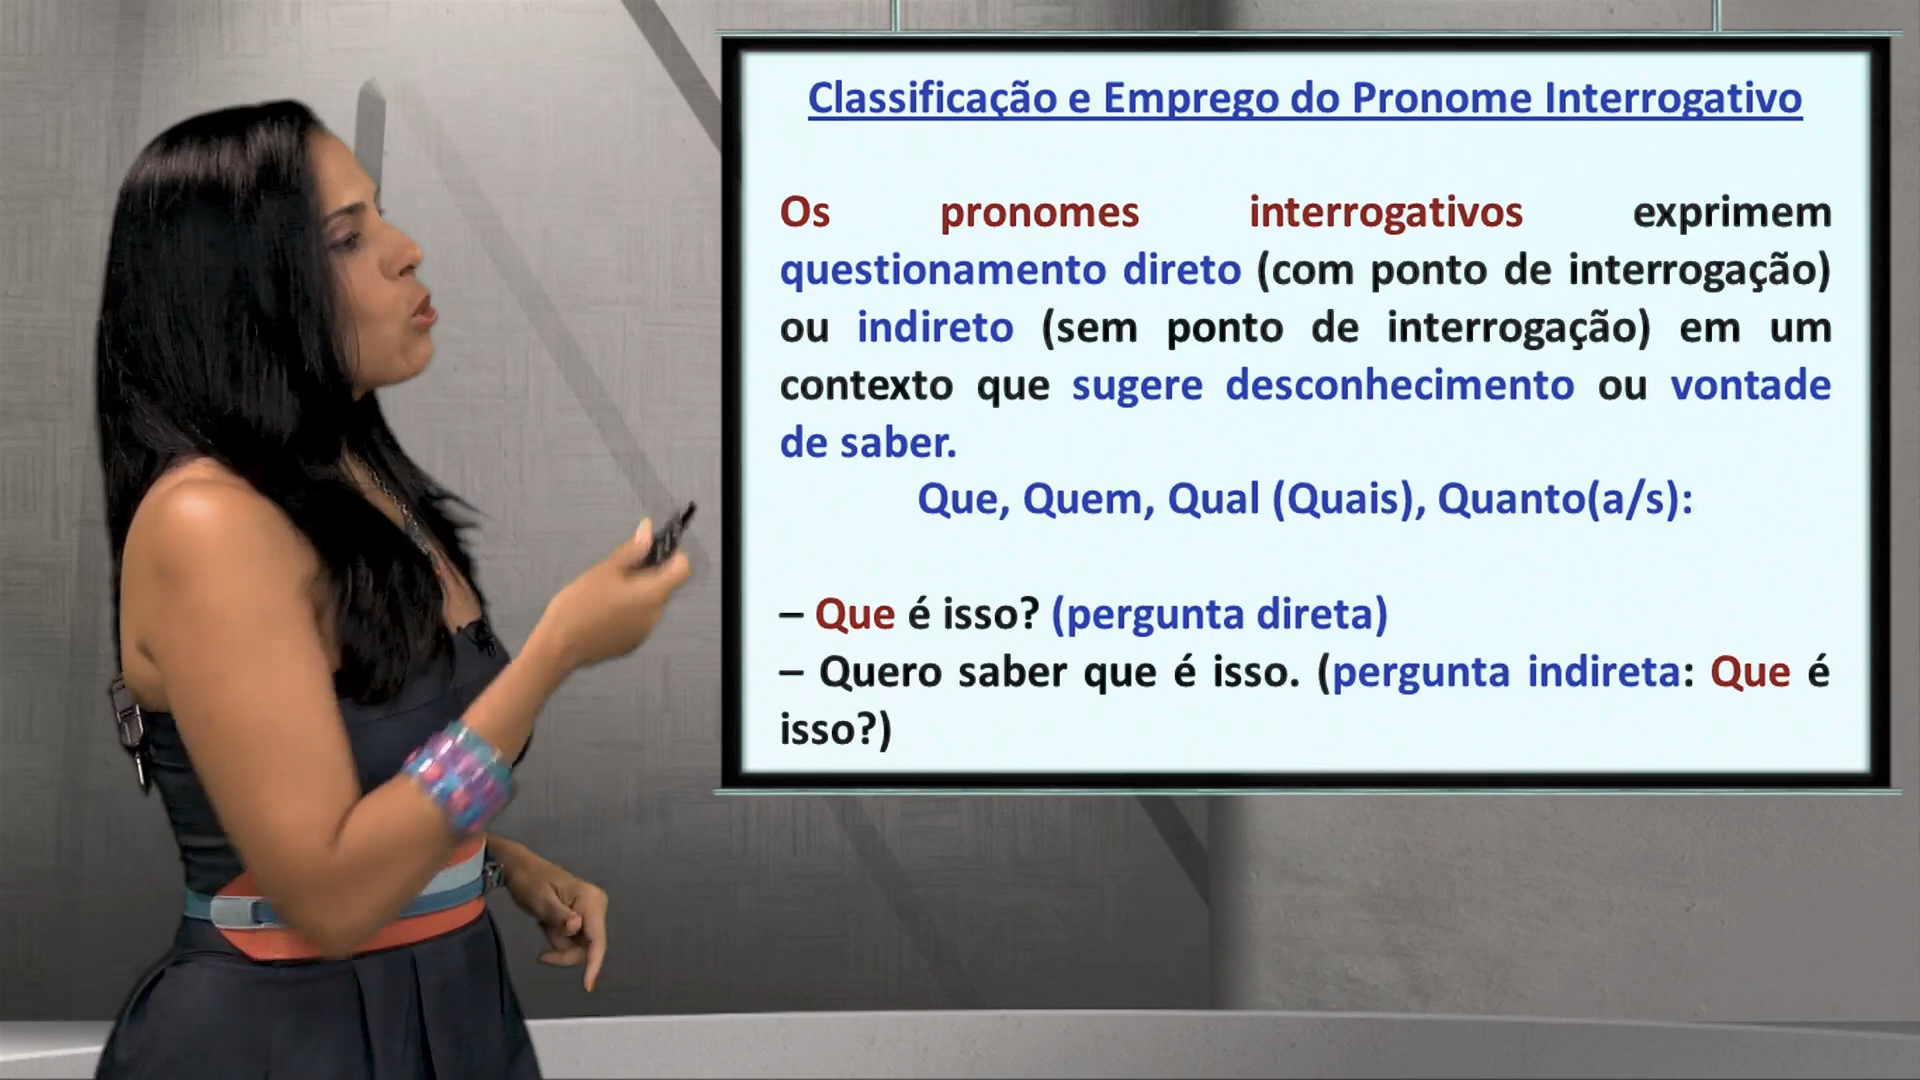 Classificação e Emprego do Pronome Interrogativo
Os pronomes interrogativos exprimem
questionamento direto (com ponto de interrogação)
ou indireto (sem ponto de interrogação) em um
contexto que sugere desconhecimento ou vontade
de saber.
Que, Quem, Qual (Quais), Quanto(a/s):
– Que é isso? (pergunta direta)
– Quero saber que é isso. (pergunta indireta: Que é
isso?)